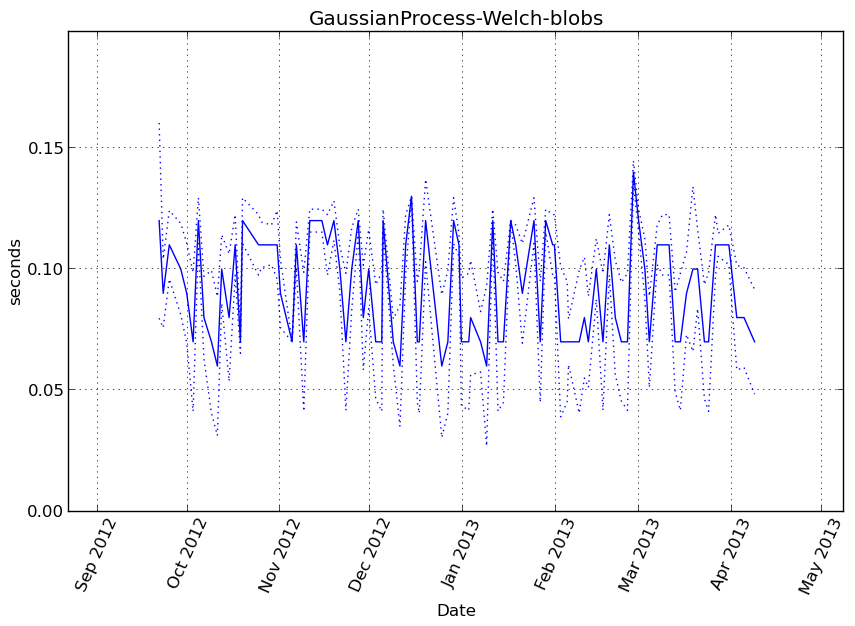 GaussianProcess-Welch-blobs
seconds
0.15
0.10
0.05
0.00
Sep 2012
Oct 2012
Nov 2012
Dec 2012
Jan 2013
Feb 2013
Mar 2013
Apr 2013
May 2013
Date